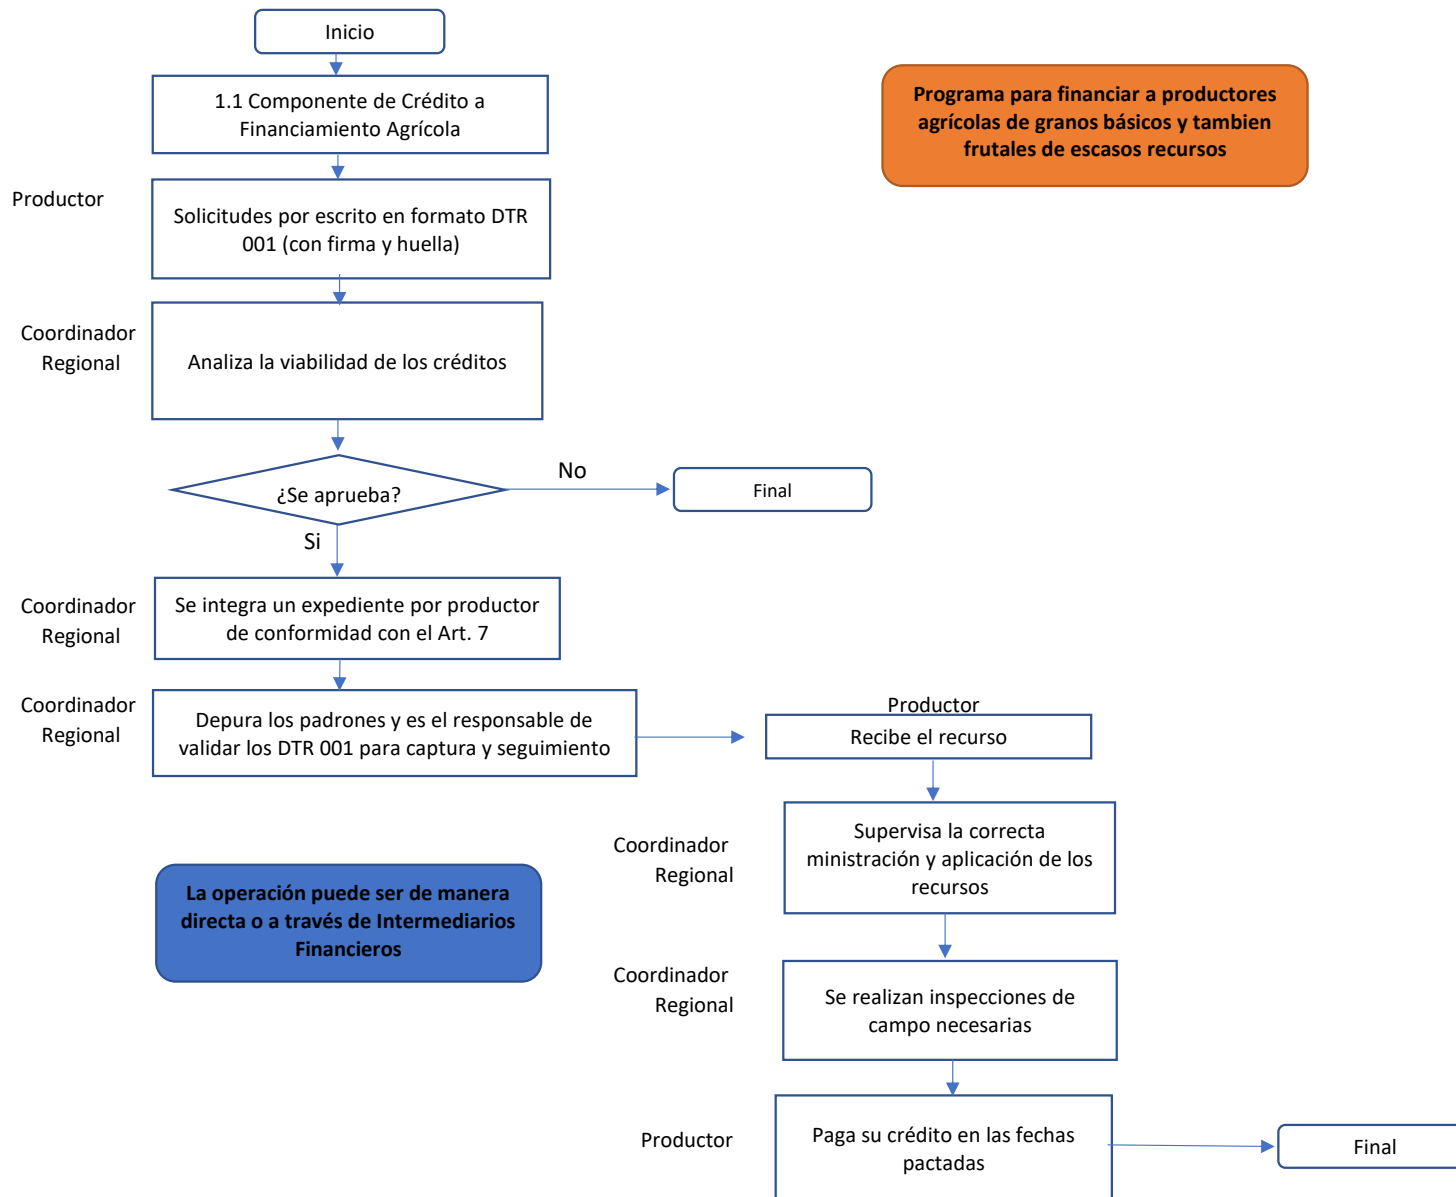 Inicio
1.1 Componente de Crédito a
Financiamiento Agrícola
Programa para financiar a productores
agrícolas de granos básicos y tambien
frutales de escasos recursos
Productor
Solicitudes por escrito en formato DTR
001 (con firma y huella)
Coordinador
Regional
Analiza la viabilidad de los créditos
¿Se aprueba?
No
Final
Si
Coordinador
Regional
Se integra un expediente por productor
de conformidad con el Art. 7
Coordinador
Regional
Depura los padrones y es el responsable de
validar los DTR 001 para captura y seguimiento
Productor
Recibe el recurso
Coordinador
Regional
Supervisa la correcta
ministración y aplicación de los
recursos
La operación puede ser de manera
directa o a través de Intermediarios
Financieros
Coordinador
Regional
Se realizan inspecciones de
campo necesarias
Productor
Paga su crédito en las fechas
pactadas
Final